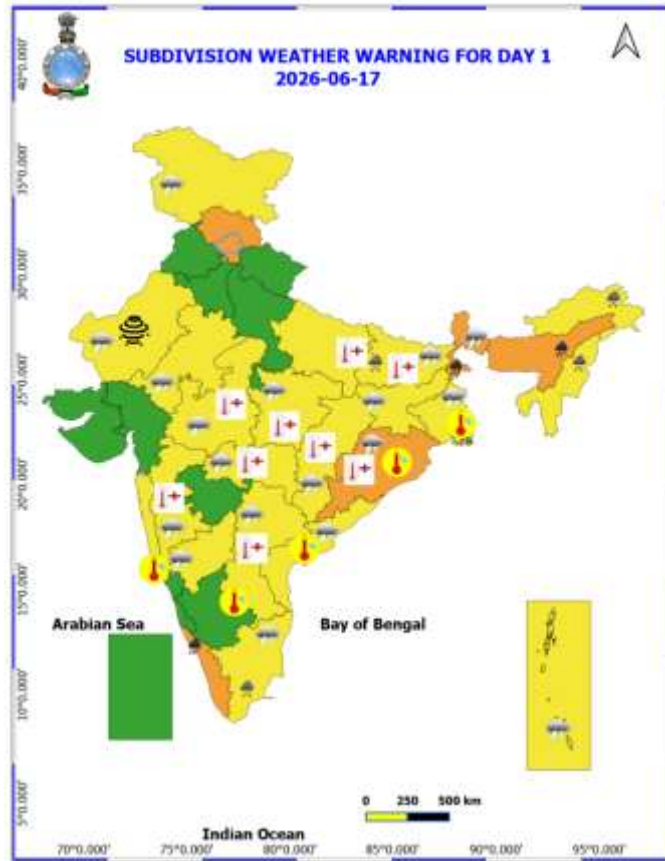 SUBDIVISION WEATHER WARNING FOR DAY 1
2026-06-17
40°0.000'
35°0.000'
30°0.000'
25°0.000'
20°0.000'
15°0.000'
10°0.000'
5°0.000'
Arabian Sea
Bay of Bengal
0 250 500 km
Indian Ocean
70°0.000' 75°0.000' 80°0.000' 85°0.000' 90°0.000' 95°0.000'